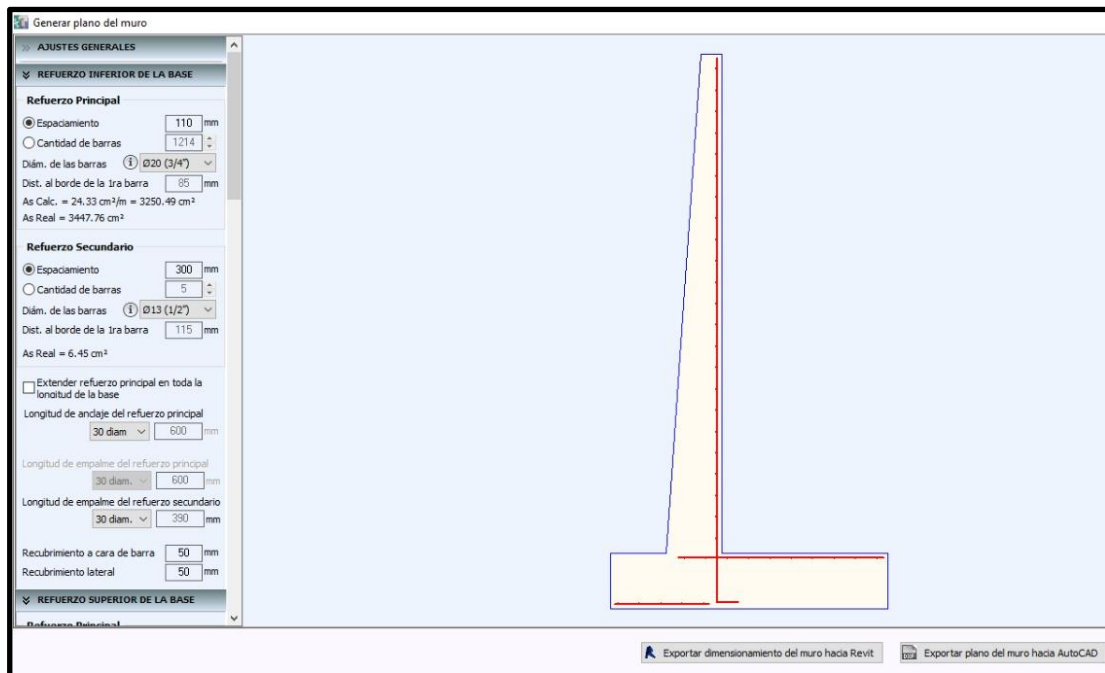 Generar plano del muro
AJUSTES GENERALES
REFUERZO INFERIOR DE LA BASE
Refuerzo Principal
Espaciamiento 110 mm
Cantidad de barras 1214
Diám. de las barras i Ø20 (3/4")
Dist. al borde de la 1ra barra 85 mm
As Calc. = 24.33 cm²/m = 3250.49 cm²
As Real = 3447.76 cm²
Refuerzo Secundario
Espaciamiento 300 mm
Cantidad de barras 5
Diám. de las barras i Ø13 (1/2")
Dist. al borde de la 1ra barra 115 mm
As Real = 6.45 cm²
Extender refuerzo principal en toda la
longitud de la base
Longitud de anclaje del refuerzo principal
30 diam 600 mm
Longitud de empalme del refuerzo principal
30 diam. 600 mm
Longitud de empalme del refuerzo secundario
30 diam. 390 mm
Recubrimiento a cara de barra 50 mm
Recubrimiento lateral 50 mm
REFUERZO SUPERIOR DE LA BASE
Refuerzo Principal
Exportar dimensionamiento del muro hacia Revit
Exportar plano del muro hacia AutoCAD